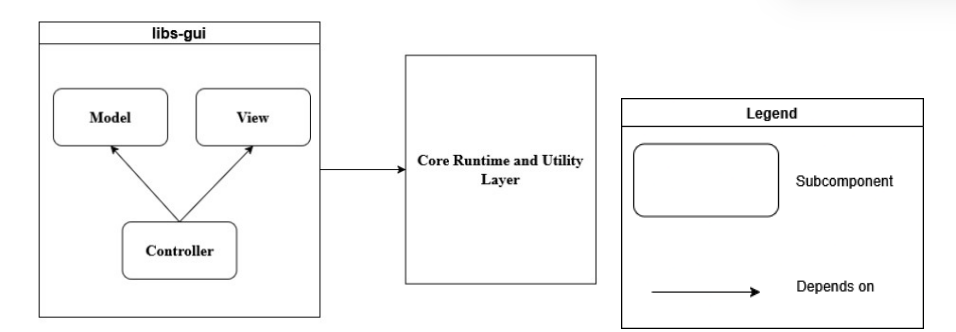 libs-gui
Model
View
Controller
Core Runtime and Utility
Layer
Legend
Subcomponent
Depends on